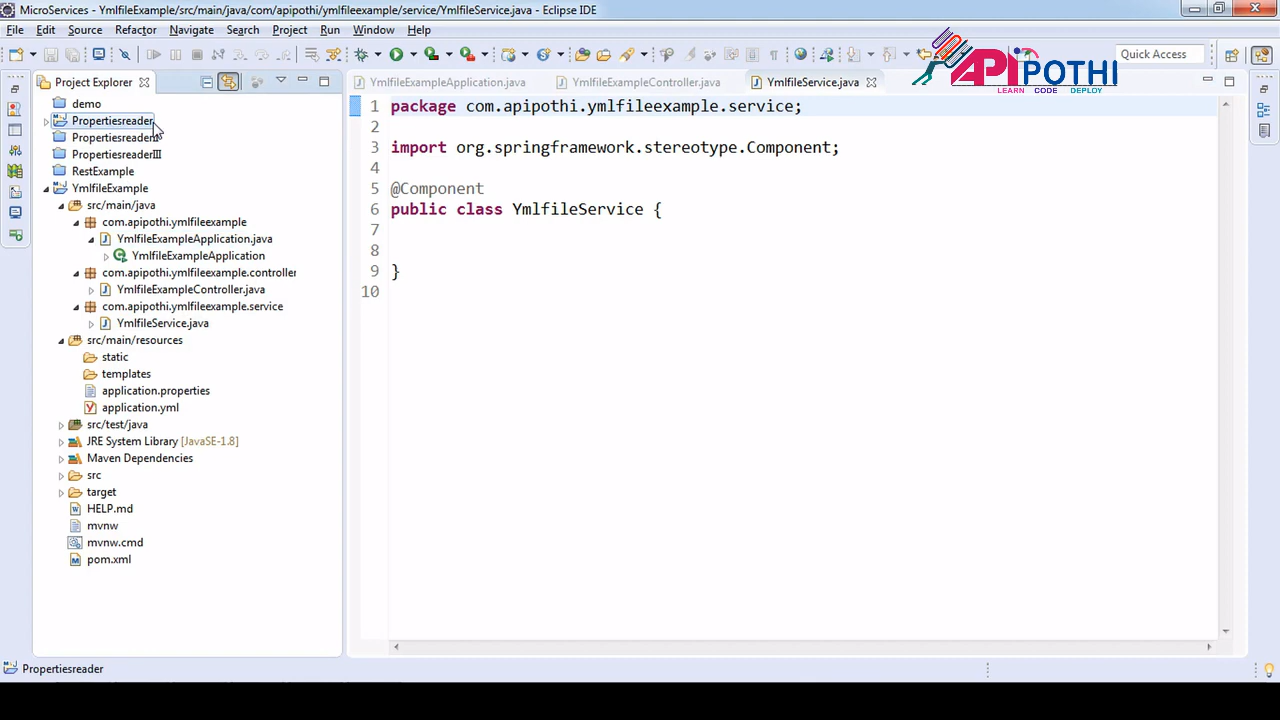 MicroServices - YmlfileExample/src/main/java/com/apipothi/ymlfileexample/service/YmlfileService.java - Eclipse IDE
File Edit Source Refactor Navigate Search Project Run Window Help
Quick Access
APIPOTHI
LEARN CODE DEPLOY
Project Explorer
YmlfileExampleApplication.java
YmlfileExampleController.java
YmlfileService.java
demo
Propertiesreader
PropertiesreaderII
PropertiesreaderIII
RestExample
YmlfileExample
src/main/java
com.apipothi.ymlfileexample
YmlfileExampleApplication.java
YmlfileExampleApplication
com.apipothi.ymlfileexample.controller
YmlfileExampleController.java
com.apipothi.ymlfileexample.service
YmlfileService.java
src/main/resources
static
templates
application.properties
application.yml
src/test/java
JRE System Library [JavaSE-1.8]
Maven Dependencies
src
target
HELP.md
mvnw
mvnw.cmd
pom.xml
1 package com.apipothi.ymlfileexample.service;
2
3 import org.springframework.stereotype.Component;
4
5 @Component
6 public class YmlfileService {
7
8
9 }
10
Propertiesreader